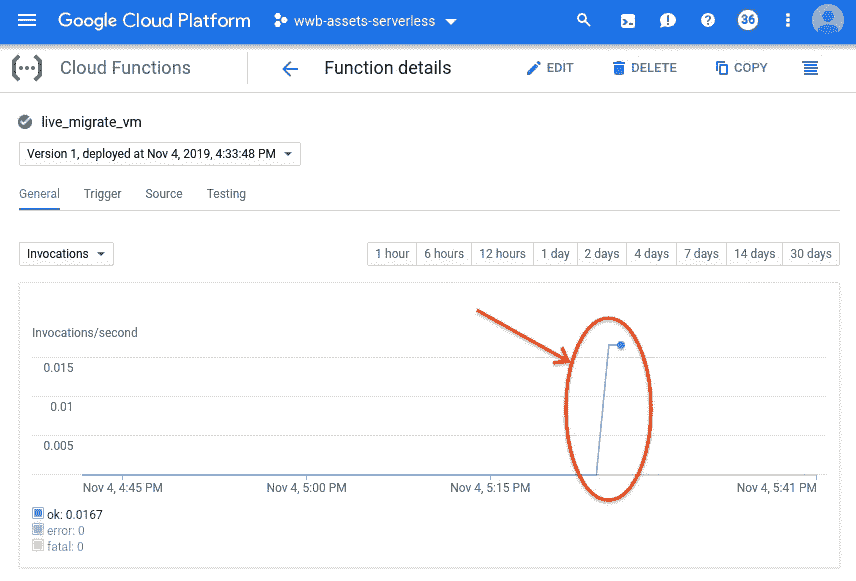 Google Cloud Platform wwb-assets-serverless 36
Cloud Functions Function details EDIT DELETE COPY
live_migrate_vm
Version 1, deployed at Nov 4, 2019, 4:33:48 PM
General Trigger Source Testing
Invocations 1 hour 6 hours 12 hours 1 day 2 days 4 days 7 days 14 days 30 days
Invocations/second
0.015
0.01
0.005
Nov 4, 4:45 PM Nov 4, 5:00 PM Nov 4, 5:15 PM Nov 4, 5:41 PM
ok: 0.0167
error: 0
fatal: 0